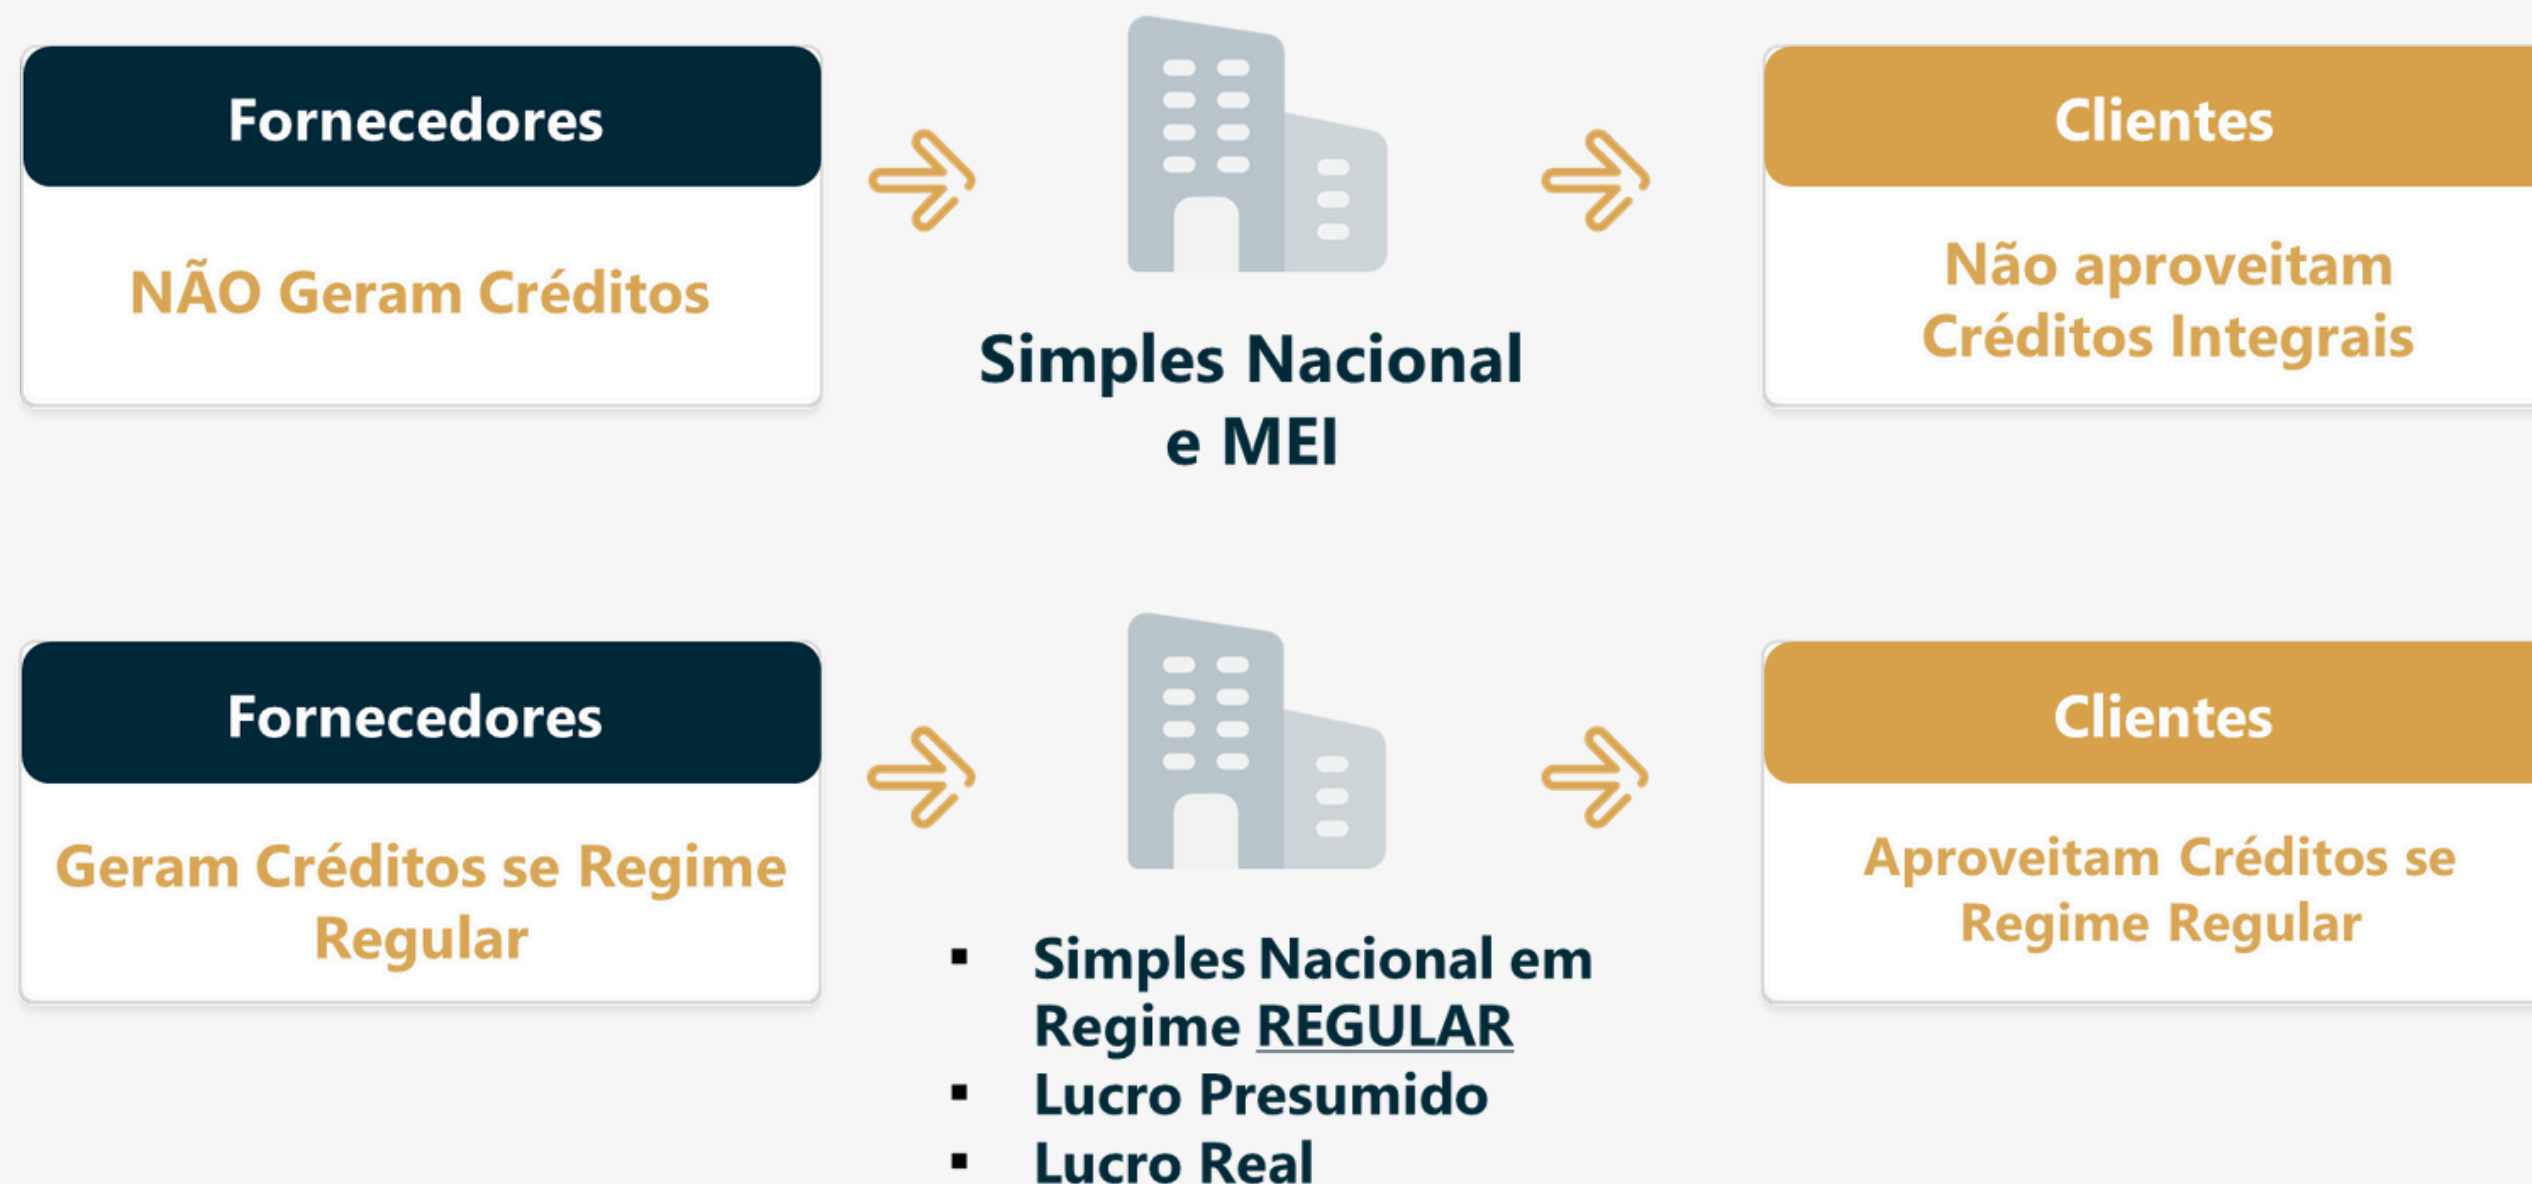 Fornecedores
NÃO Geram Créditos
Simples Nacional
e MEI
Clientes
Não aproveitam
Créditos Integrais
Fornecedores
Geram Créditos se Regime
Regular
▪ Simples Nacional em
Regime REGULAR
▪ Lucro Presumido
▪ Lucro Real
Clientes
Aproveitam Créditos se
Regime Regular